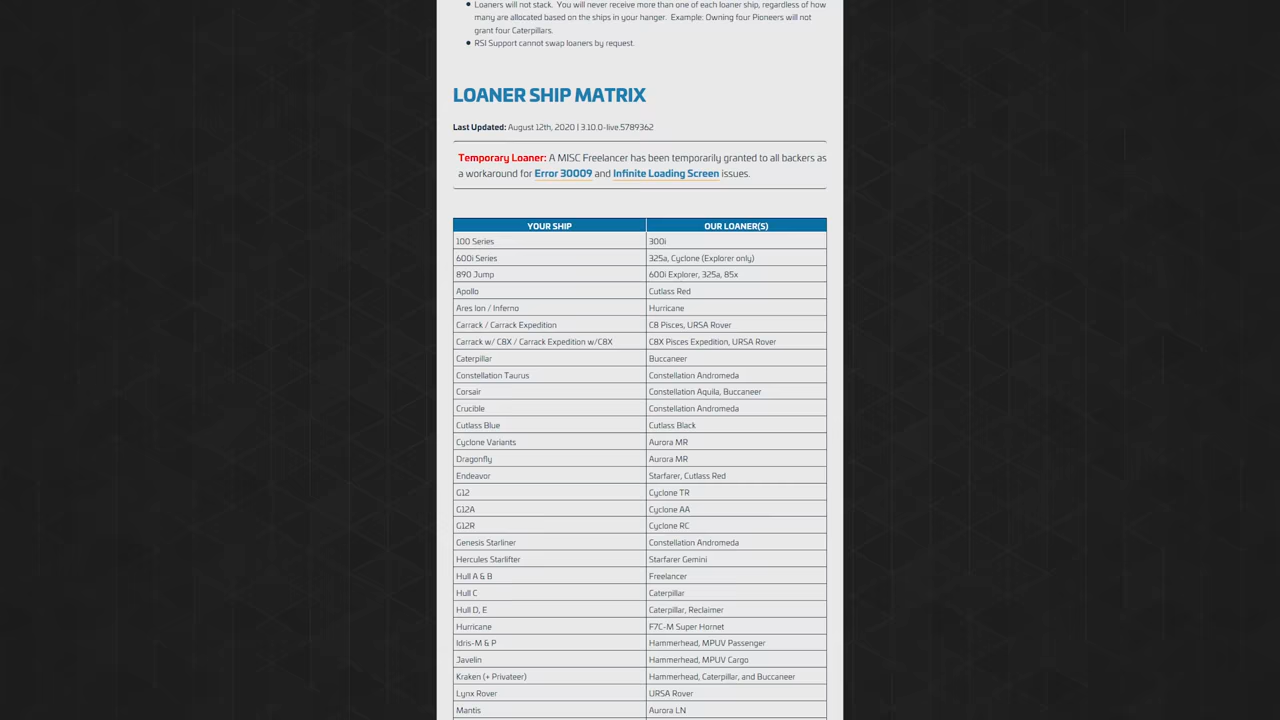 Loaners will not stack. You will never receive more than one of each loaner ship, regardless of how
many are allocated based on the ships in your hanger. Example: Owning four Pioneers will not
grant four Caterpillars.
RSI Support cannot swap loaners by request.
LOANER SHIP MATRIX
Last Updated: August 12th, 2020 | 3.10.0-live.5789362
Temporary Loaner: A MISC Freelancer has been temporarily granted to all backers as
a workaround for Error 30009 and Infinite Loading Screen issues.
YOUR SHIP OUR LOANER(S)
100 Series 300i
600i Series 325a, Cyclone (Explorer only)
890 Jump 600i Explorer, 325a, 85x
Apollo Cutlass Red
Ares Ion / Inferno Hurricane
Carrack / Carrack Expedition C8 Pisces, URSA Rover
Carrack w/ C8X / Carrack Expedition w/C8X C8X Pisces Expedition, URSA Rover
Caterpillar Buccaneer
Constellation Taurus Constellation Andromeda
Corsair Constellation Aquila, Buccaneer
Crucible Constellation Andromeda
Cutlass Blue Cutlass Black
Cyclone Variants Aurora MR
Dragonfly Aurora MR
Endeavor Starfarer, Cutlass Red
G12 Cyclone TR
G12A Cyclone AA
G12R Cyclone RC
Genesis Starliner Constellation Andromeda
Hercules Starlifter Starfarer Gemini
Hull A & B Freelancer
Hull C Caterpillar
Hull D, E Caterpillar, Reclaimer
Hurricane F7C-M Super Hornet
Idris-M & P Hammerhead, MPUV Passenger
Javelin Hammerhead, MPUV Cargo
Kraken (+ Privateer) Hammerhead, Caterpillar, and Buccaneer
Lynx Rover URSA Rover
Mantis Aurora LN